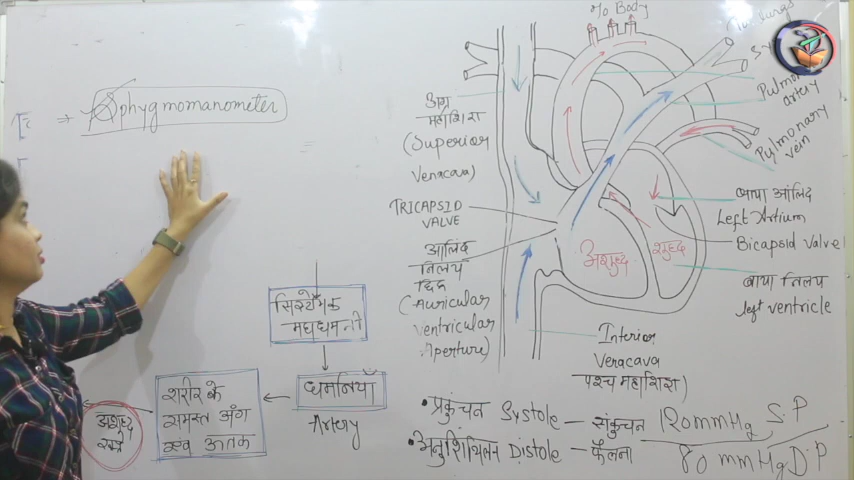 ⇒ Sphygmomanometer
सिस्टेमिक
महाधमनी
धमनियाँ
Artery
शरीर के
समस्त अंग
एवं ऊतक
अशुद्ध
रक्त
To Body
Pulmonary
artery
Pulmonary
vein
अग्र
महाशिरा
(Superior
Venacava)
TRICAPSID
VALVE
आलिंद
निलय
छिद्र
(Auricular
Ventricular
Aperture)
अशुद्ध
शुद्ध
बाया आलिंद
Left Artium
Bicapsid Valve
बाया निलय
left ventricle
Interior
Veracava
पश्च महाशिरा)
• प्रकुंचन Systole — संकुचन
• अनुशिथिलन Distole — फैलना
120mmHg S.P
80 mmHg D.P